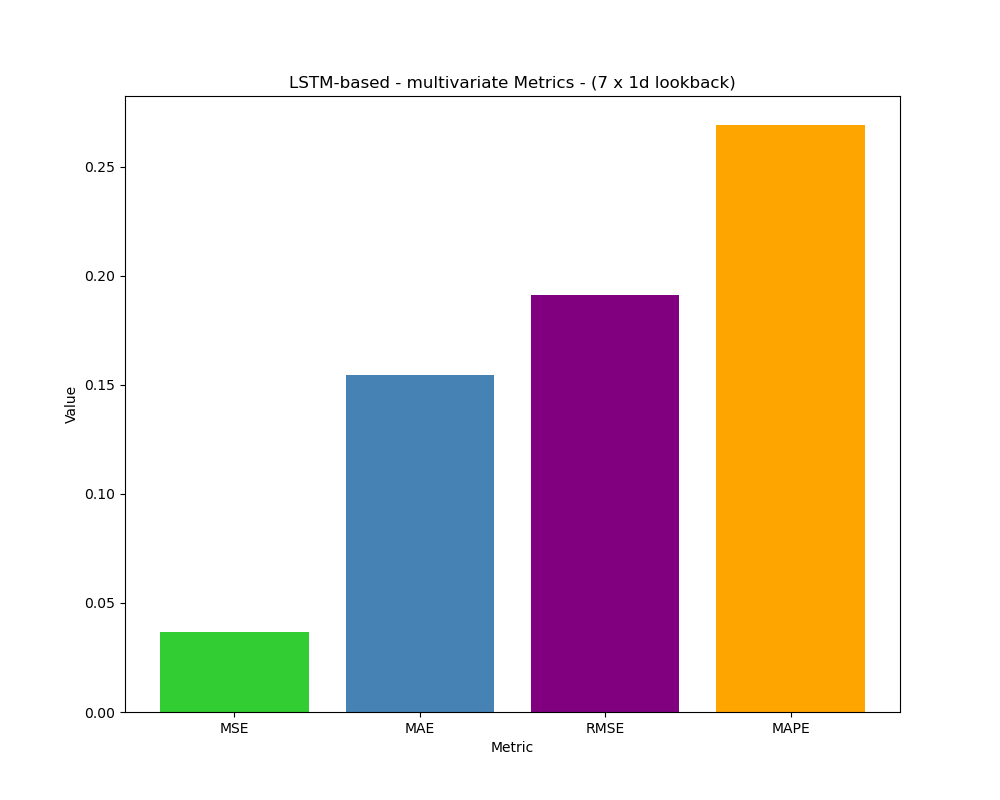 LSTM-based - multivariate Metrics - (7 x 1d lookback)
0.25
0.20
0.15
0.10
0.05
0.00
Value
MSE MAE RMSE MAPE
Metric